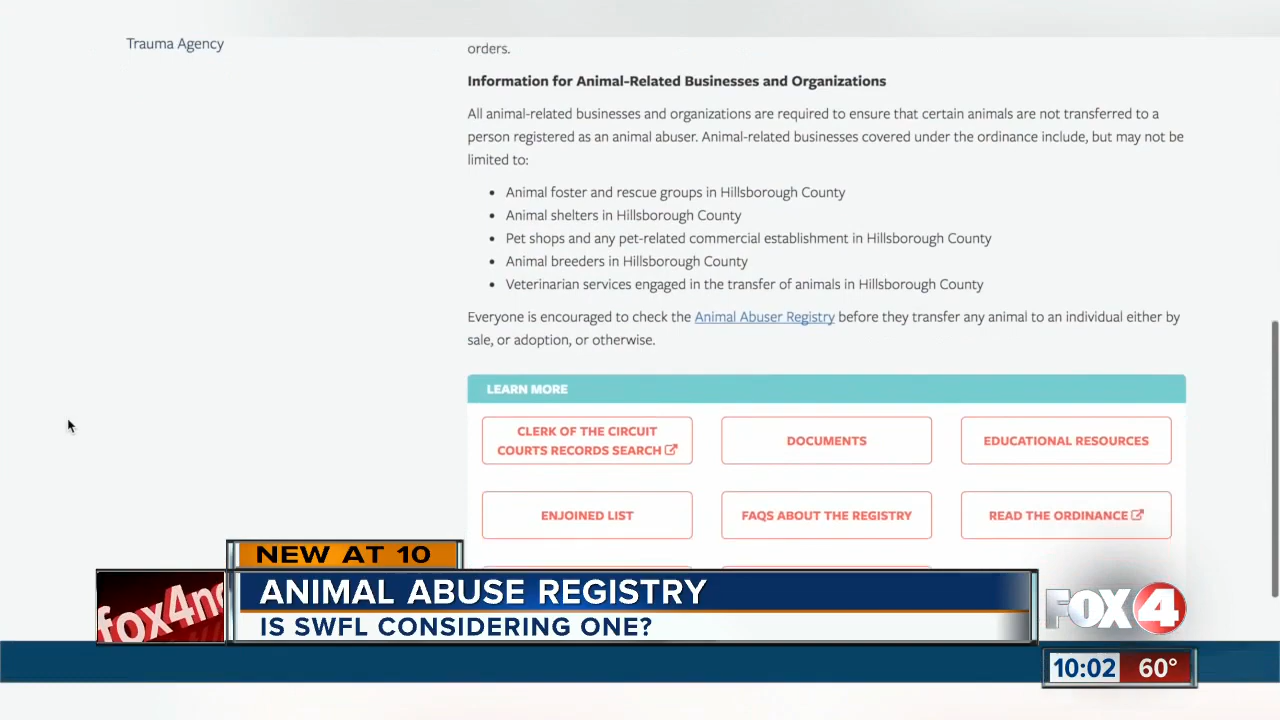 Trauma Agency
orders.
Information for Animal-Related Businesses and Organizations
All animal-related businesses and organizations are required to ensure that certain animals are not transferred to a
person registered as an animal abuser. Animal-related businesses covered under the ordinance include, but may not be
limited to:
• Animal foster and rescue groups in Hillsborough County
• Animal shelters in Hillsborough County
• Pet shops and any pet-related commercial establishment in Hillsborough County
• Animal breeders in Hillsborough County
• Veterinarian services engaged in the transfer of animals in Hillsborough County
Everyone is encouraged to check the Animal Abuser Registry before they transfer any animal to an individual either by
sale, or adoption, or otherwise.
LEARN MORE
CLERK OF THE CIRCUIT
COURTS RECORDS SEARCH
DOCUMENTS
EDUCATIONAL RESOURCES
ENJOINED LIST
FAQS ABOUT THE REGISTRY
READ THE ORDINANCE
NEW AT 10
fox4ne
ANIMAL ABUSE REGISTRY
IS SWFL CONSIDERING ONE?
FOX 4
10:02 60°